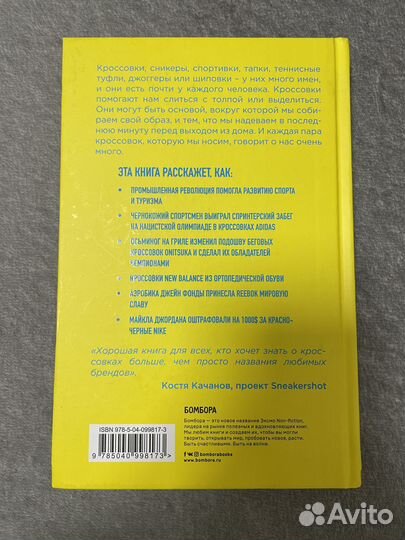 Кроссовки, сникеры, спортивки, тапки, теннисные
туфли, джоггеры или шиповки – у них много имен,
и они есть почти у каждого человека. Кроссовки
помогают нам слиться с толпой или выделиться.
Они могут быть основой, вокруг которой мы соби-
раем свой образ, и тем, что мы надеваем в послед-
нюю минуту перед выходом из дома. И каждая пара
кроссовок, которую мы носим, говорит о нас очень
много.
ЭТА КНИГА РАССКАЖЕТ, КАК:
• ПРОМЫШЛЕННАЯ РЕВОЛЮЦИЯ ПОМОГЛА РАЗВИТИЮ СПОРТА
И ТУРИЗМА
• ЧЕРНОКОЖИЙ СПОРТСМЕН ВЫИГРАЛ СПРИНТЕРСКИЙ ЗАБЕГ
НА НАЦИСТСКОЙ ОЛИМПИАДЕ В КРОССОВКАХ ADIDAS
• ОСЬМИНОГ НА ГРИЛЕ ИЗМЕНИЛ ПОДОШВУ БЕГОВЫХ
КРОССОВОК ONITSUKA И СДЕЛАЛ ИХ ОБЛАДАТЕЛЕЙ
ЧЕМПИОНАМИ
• КРОССОВКИ NEW BALANCE ИЗ ОРТОПЕДИЧЕСКОЙ ОБУВИ
• АЭРОБИКА ДЖЕЙН ФОНДЫ ПРИНЕСЛА REEBOK МИРОВУЮ
СЛАВУ
• МАЙКЛА ДЖОРДАНА ОШТРАФОВАЛИ НА 1000$ ЗА КРАСНО-
ЧЕРНЫЕ NIKE
«Хорошая книга для всех, кто хочет знать о крос-
совках больше, чем просто названия любимых
брендов».
Костя Качанов, проект Sneakershot
ISBN 978-5-04-099817-3
9 785040 998173 >
БОМБОРА
Бомбора – это новое название Эксмо Non-fiction,
лидера на рынке полезных и вдохновляющих книг.
Мы любим книги и создаем их, чтобы вы могли
творить, открывать мир, пробовать новое, расти.
Быть счастливыми. Быть на волне.
bomborabooks
www.bombora.ru
Avito